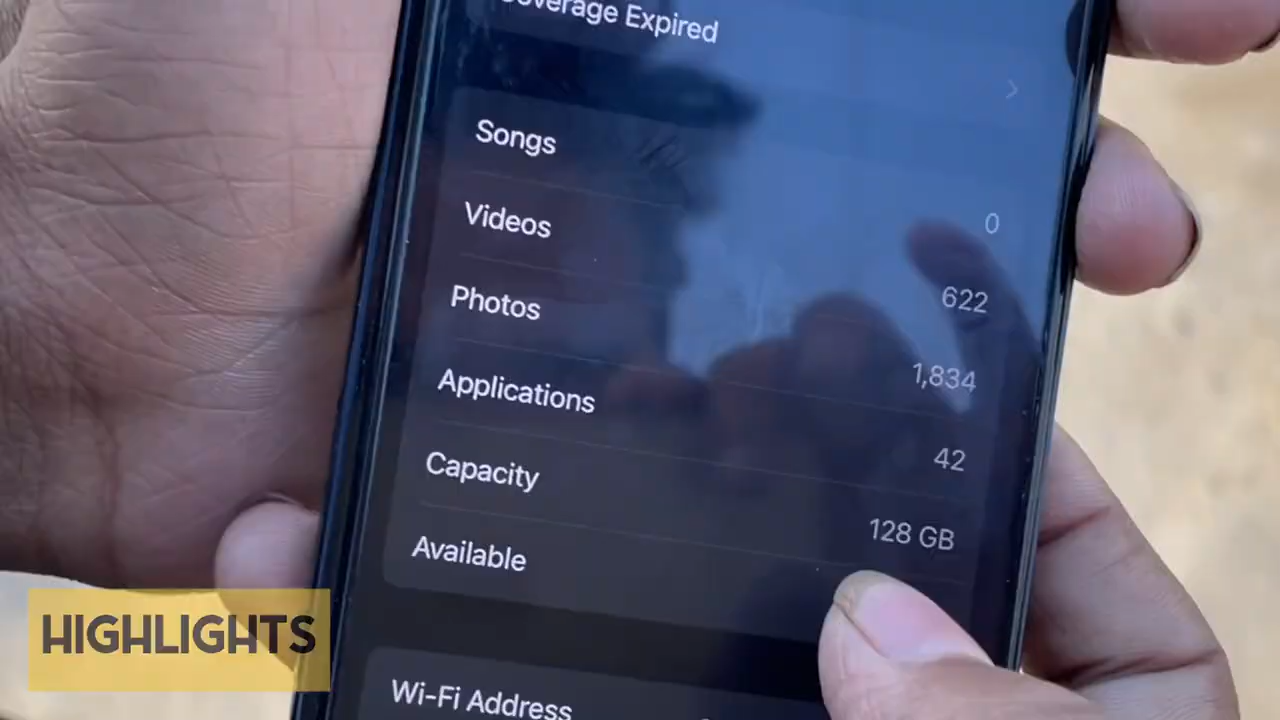 Coverage Expired
Songs 0
Videos 622
Photos 1,834
Applications 42
Capacity 128 GB
Available
Wi-Fi Address
HIGHLIGHTS